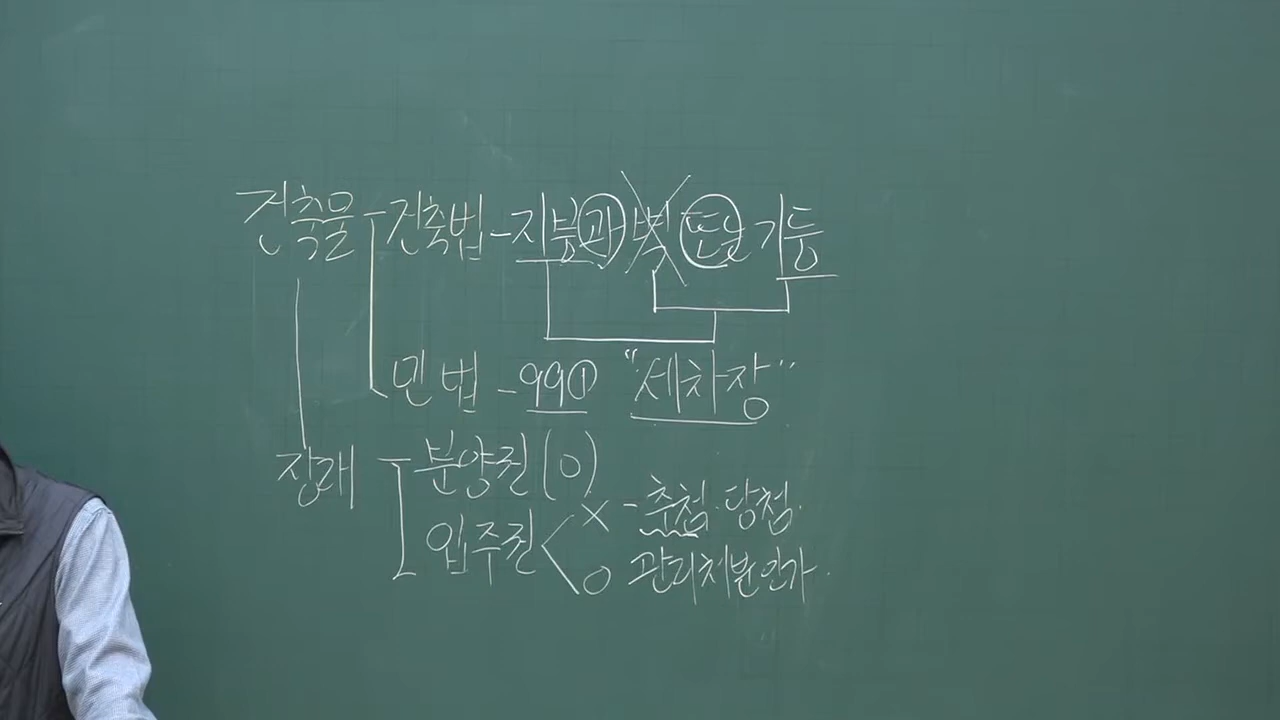 건축물 - 건축법 - 지붕과 벽 또는 기둥
민법 - 99① "세차장"
장래 - 분양권(O)
입주권 < X - 추첨·당첨.
O 관리처분인가.